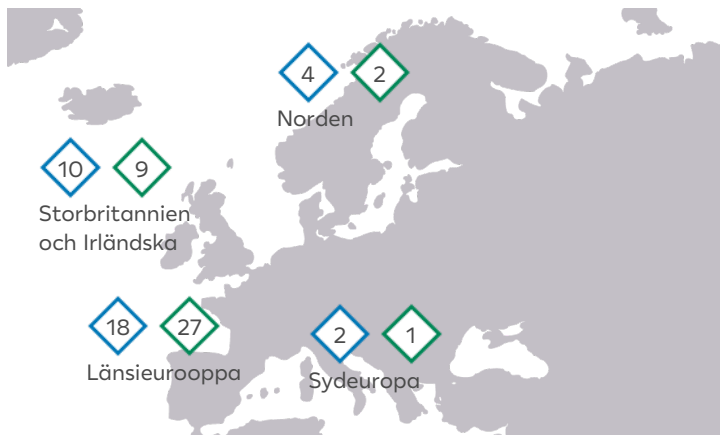 4 2
Norden
10 9
Storbritannien
och Irländska
18 27
Länsieurooppa
2 1
Sydeuropa